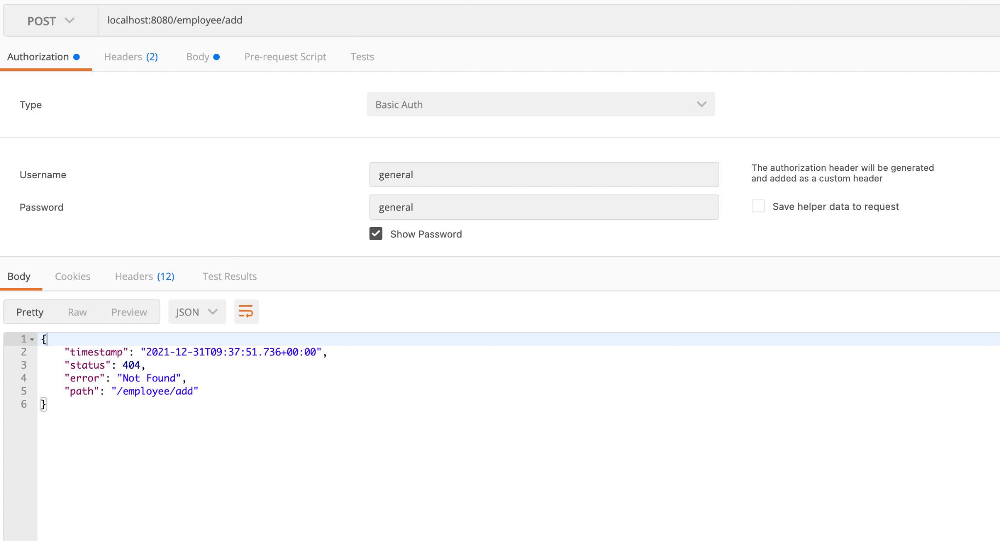 POST
localhost:8080/employee/add
Authorization Headers (2) Body Pre-request Script Tests
Type
Basic Auth
Username
general
The authorization header will be generated
and added as a custom header
Password
general
Save helper data to request
Show Password
Body Cookies Headers (12) Test Results
Pretty Raw Preview JSON
1 {
2 "timestamp": "2021-12-31T09:37:51.736+00:00",
3 "status": 404,
4 "error": "Not Found",
5 "path": "/employee/add"
6 }